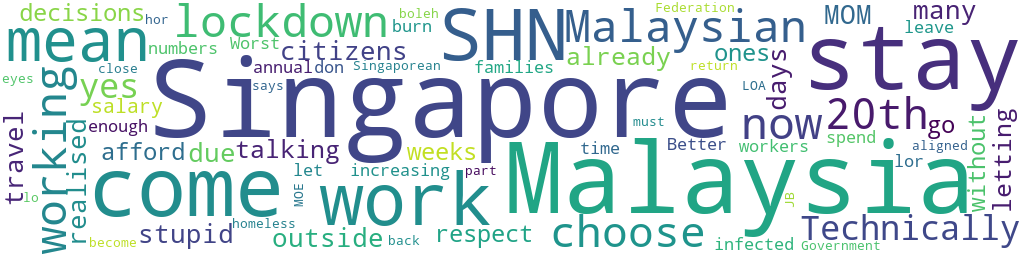 decisions hor lockdown boleh burn SHN Malaysian Federation MOM many leave
mean numbers Worst citizens already ones stay
eyes yes close annual don Singaporean families return LOA days
working salary says Singapore now 20th go
travel enough must spend without letting
realised afford due talking weeks time Better workers lor aligned
lo come let increasing part Malaysia
MOE work JB
become stupid homeless outside back respect choose infected Technically
Government